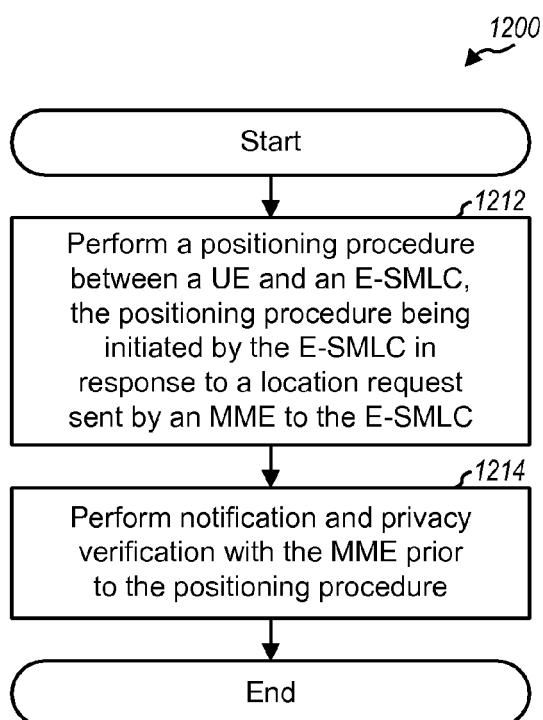 1200
Start
1212
Perform a positioning procedure
between a UE and an E-SMLC,
the positioning procedure being
initiated by the E-SMLC in
response to a location request
sent by an MME to the E-SMLC
1214
Perform notification and privacy
verification with the MME prior
to the positioning procedure
End